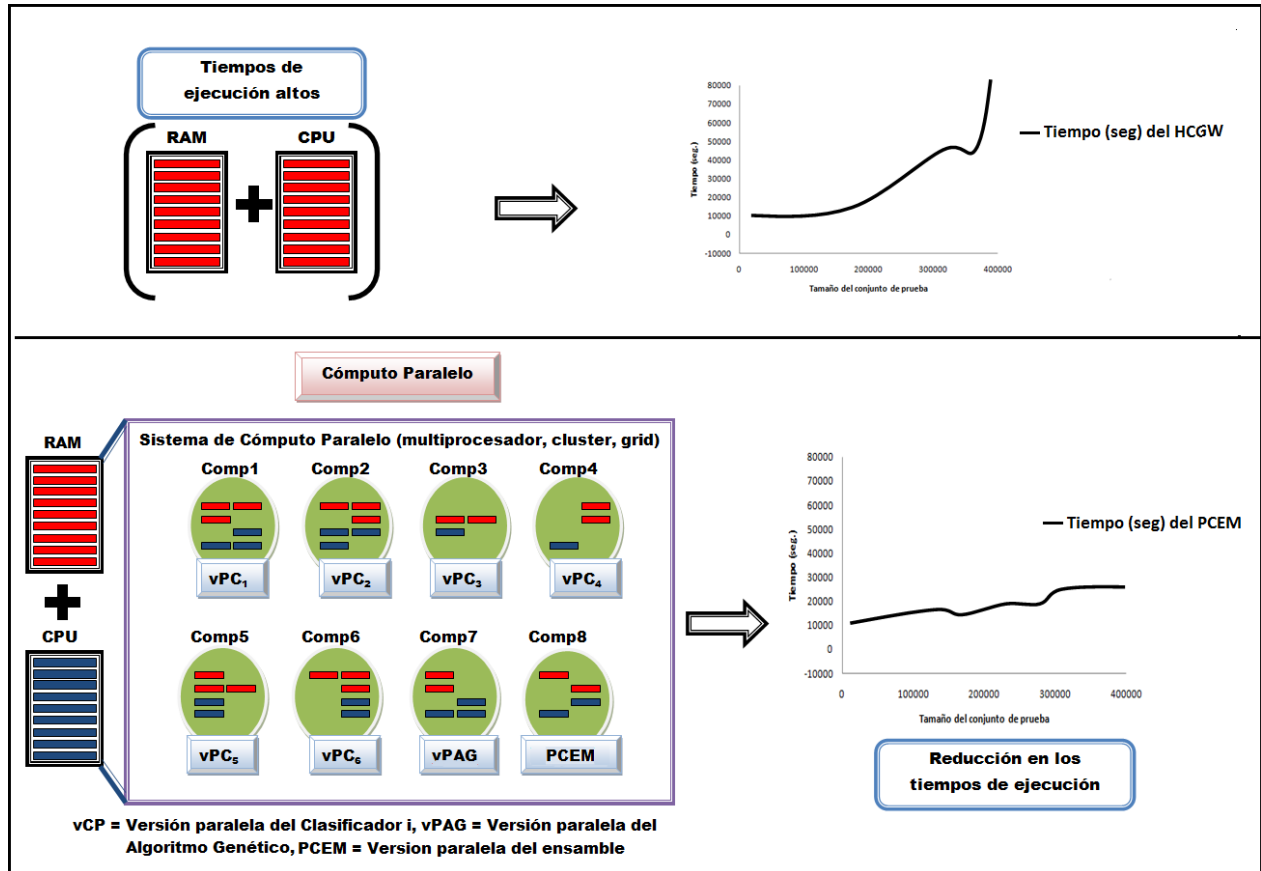 Tiempos de
ejecución altos
RAM
CPU
80000
70000
60000
50000
40000
30000
20000
10000
0
-10000
Tiempo (seg.)
0
100000
200000
300000
400000
Tamaño del conjunto de prueba
Tiempo (seg) del HCGW
Cómputo Paralelo
RAM
CPU
Sistema de Cómputo Paralelo (multiprocesador, cluster, grid)
Comp1
Comp2
Comp3
Comp4
vPC₁
vPC₂
vPC₃
vPC₄
Comp5
Comp6
Comp7
Comp8
vPC₅
vPC₆
vPAG
PCEM
vCP = Versión paralela del Clasificador i, vPAG = Versión paralela del
Algoritmo Genético, PCEM = Version paralela del ensamble
80000
70000
60000
50000
40000
30000
20000
10000
0
-10000
Tiempo (seg.)
0
100000
200000
300000
400000
Tamaño del conjunto de prueba
Tiempo (seg) del PCEM
Reducción en los
tiempos de ejecución